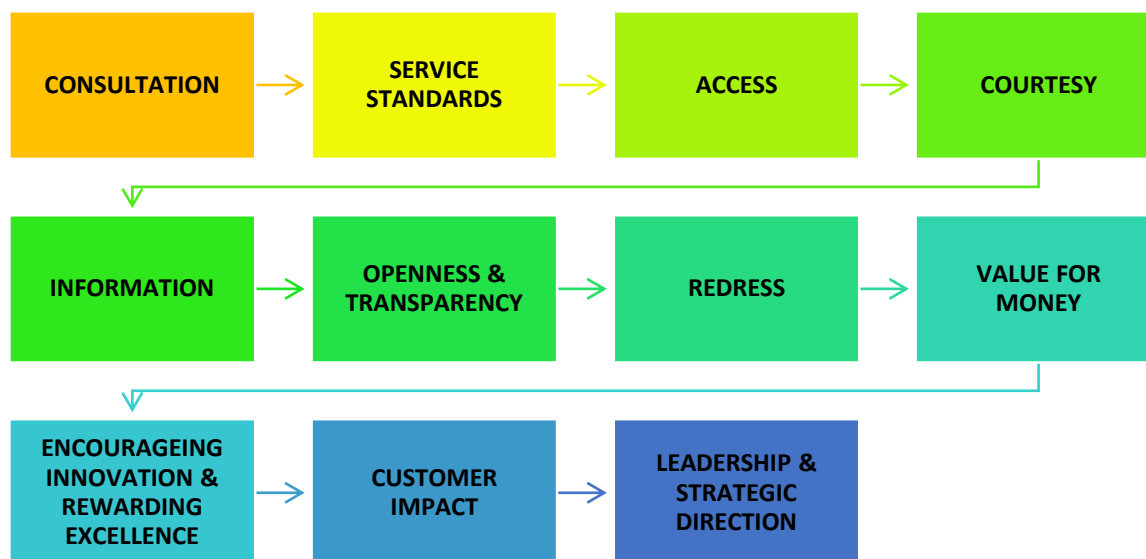 CONSULTATION
SERVICE
STANDARDS
ACCESS
COURTESY
INFORMATION
OPENNESS &
TRANSPARENCY
REDRESS
VALUE FOR
MONEY
ENCOURAGEING
INNOVATION &
REWARDING
EXCELLENCE
CUSTOMER
IMPACT
LEADERSHIP &
STRATEGIC
DIRECTION